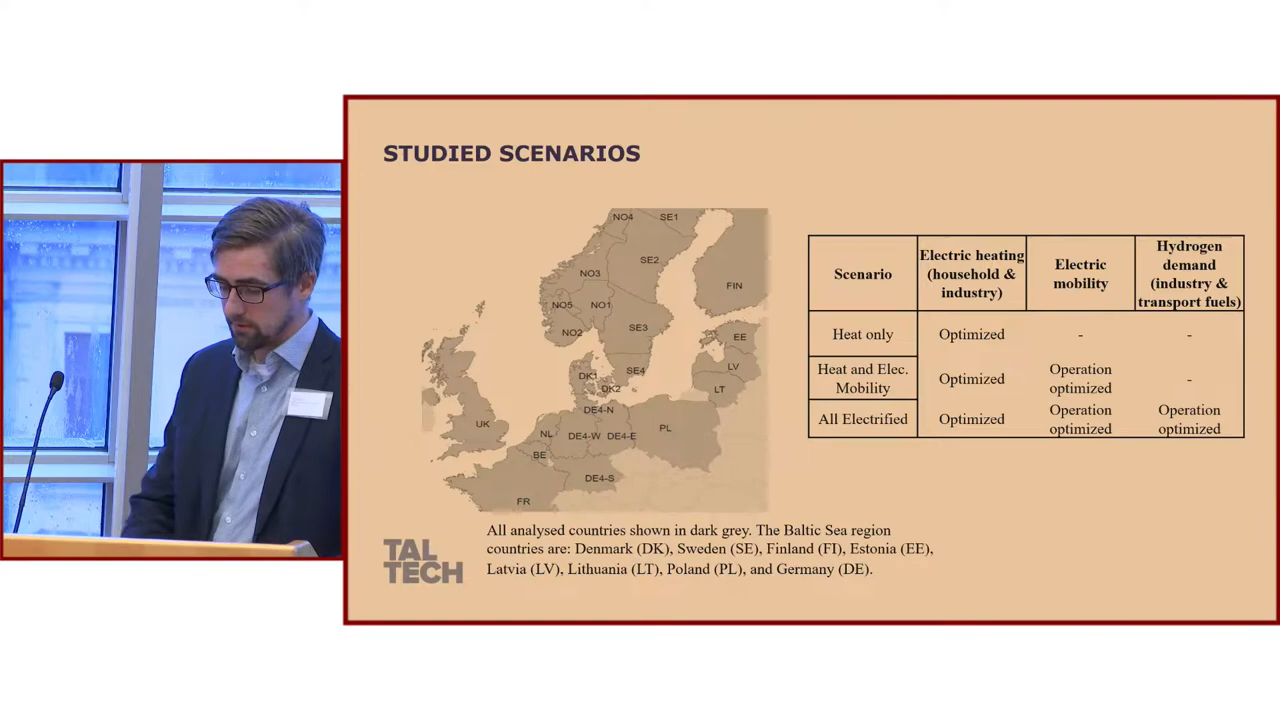 STUDIED SCENARIOS
NO4
SE1
SE2
NO3
FIN
NO5
NO1
NO2
SE3
EE
LV
SE4
DK1
DK2
LT
DE4-N
UK
NL
DE4-W
DE4-E
PL
BE
DE4-S
FR
Scenario
Electric heating
(household &
industry)
Electric
mobility
Hydrogen
demand
(industry &
transport fuels)
Heat only
Optimized
-
-
Heat and Elec.
Mobility
Optimized
Operation
optimized
-
All Electrified
Optimized
Operation
optimized
Operation
optimized
All analysed countries shown in dark grey. The Baltic Sea region
countries are: Denmark (DK), Sweden (SE), Finland (FI), Estonia (EE),
Latvia (LV), Lithuania (LT), Poland (PL), and Germany (DE).
TAL
TECH